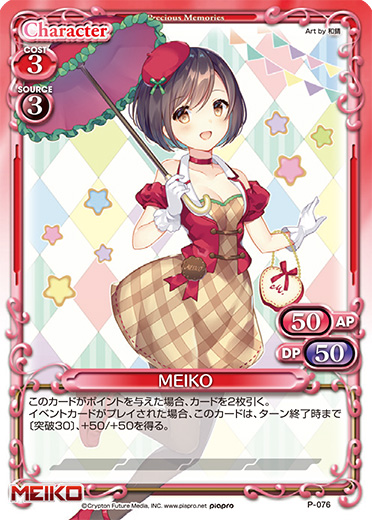 Precious Memories
Character
Art by 和錆
COST
3
SOURCE
3
50 AP
DP 50
MEIKO
このカードがポイントを与えた場合、カードを2枚引く。
イベントカードがプレイされた場合、このカードは、ターン終了時まで
〔突破30〕、+50/+50を得る。
MEIKO
©Crypton Future Media, INC. www.piapro.net piapro
P-076